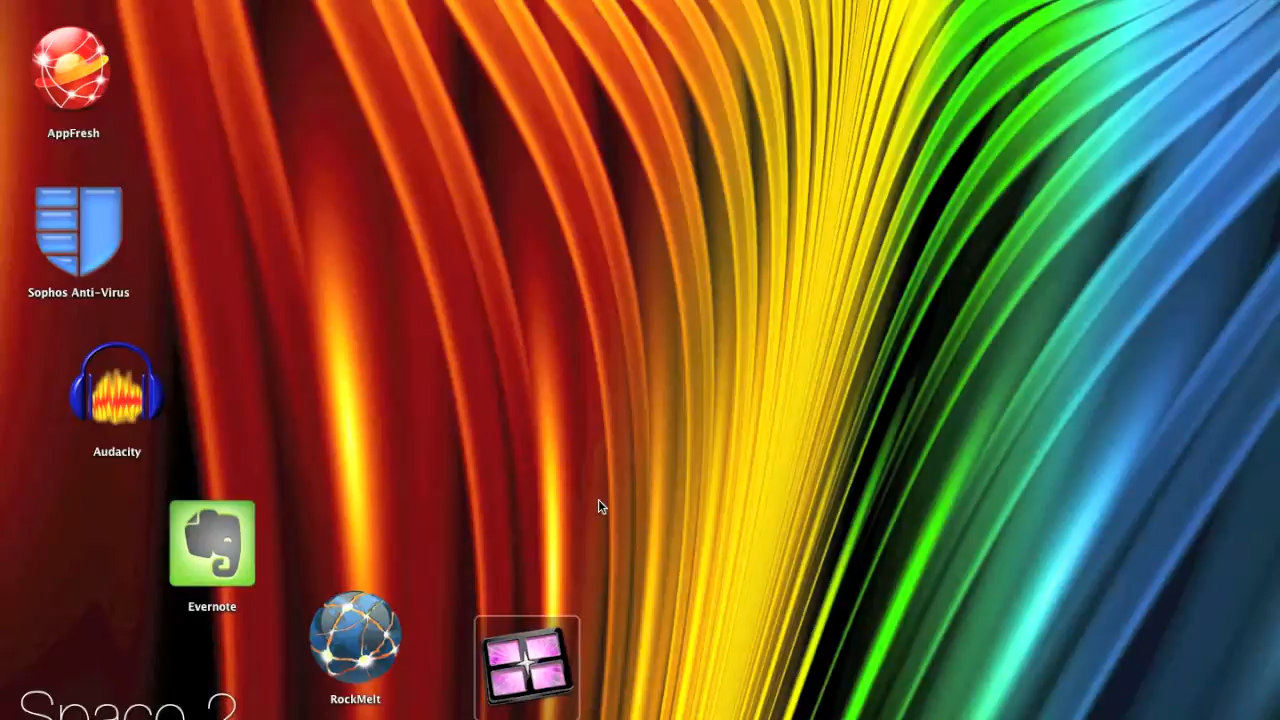 AppFresh
Sophos Anti-Virus
Audacity
Evernote
RockMelt
Space 2